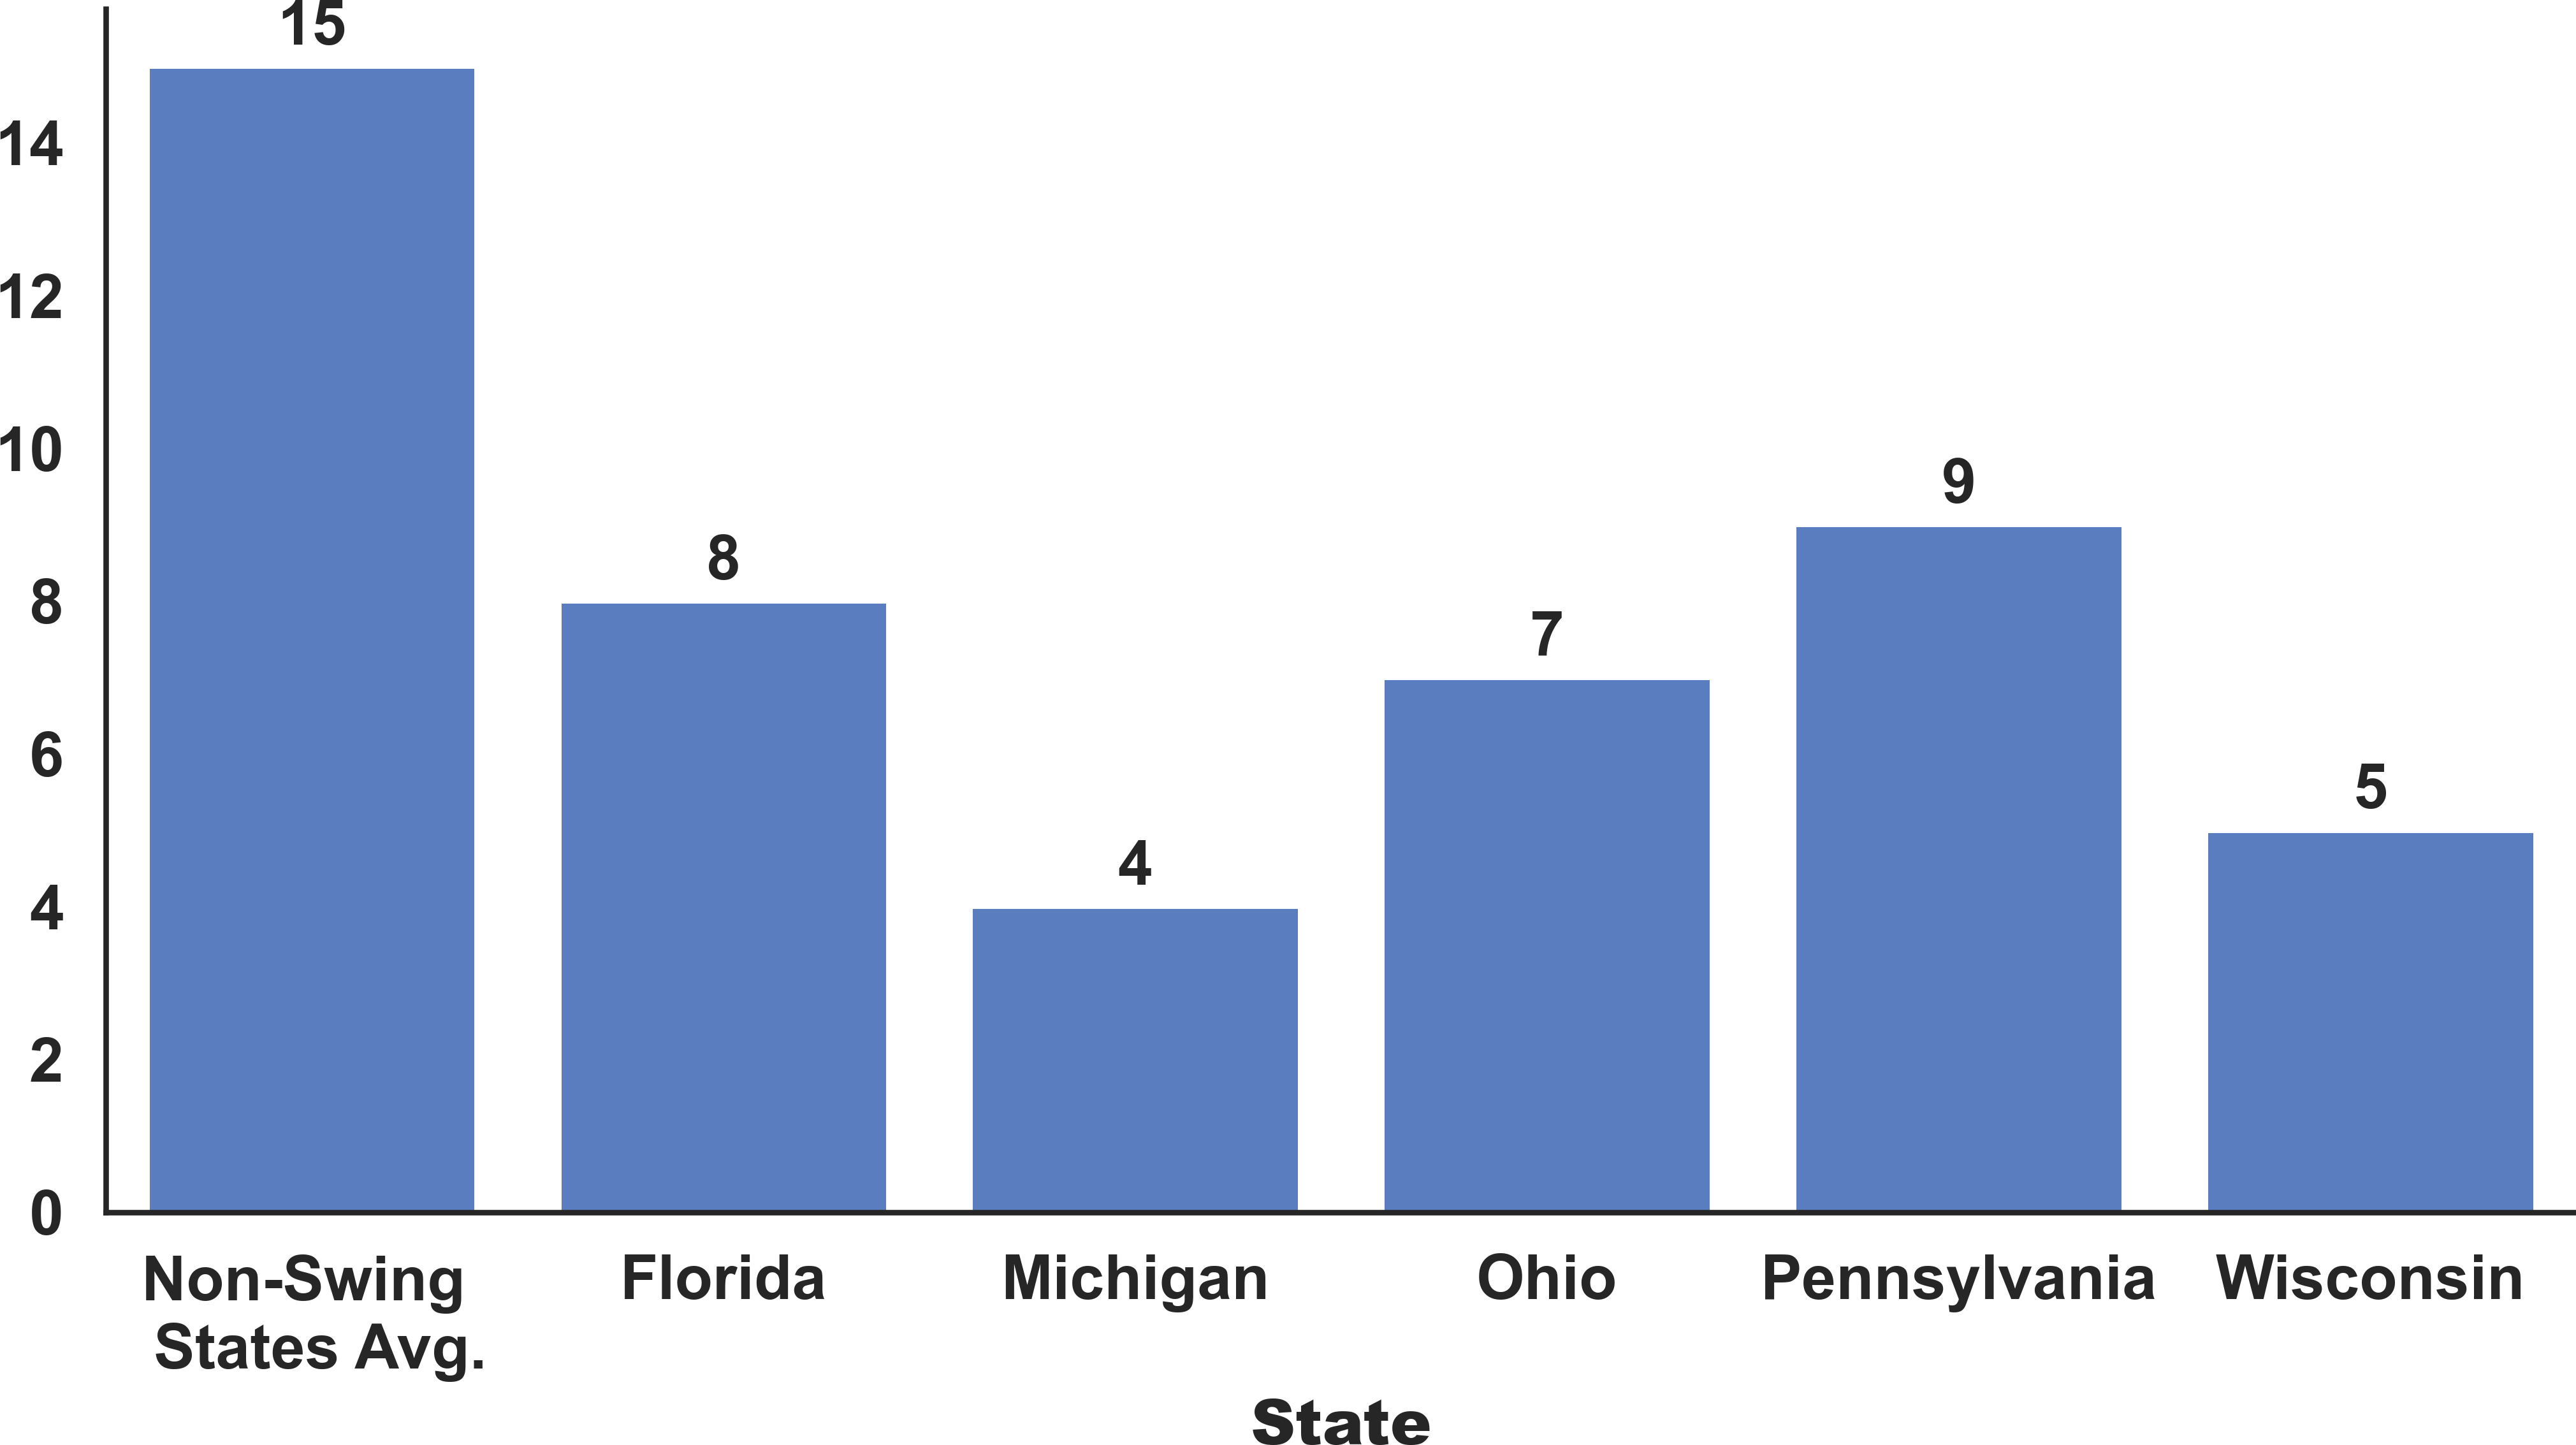 15
14
12
10
8
6
4
2
0
8
4
7
9
5
Non-Swing
States Avg.
Florida
Michigan
Ohio
Pennsylvania
Wisconsin
State